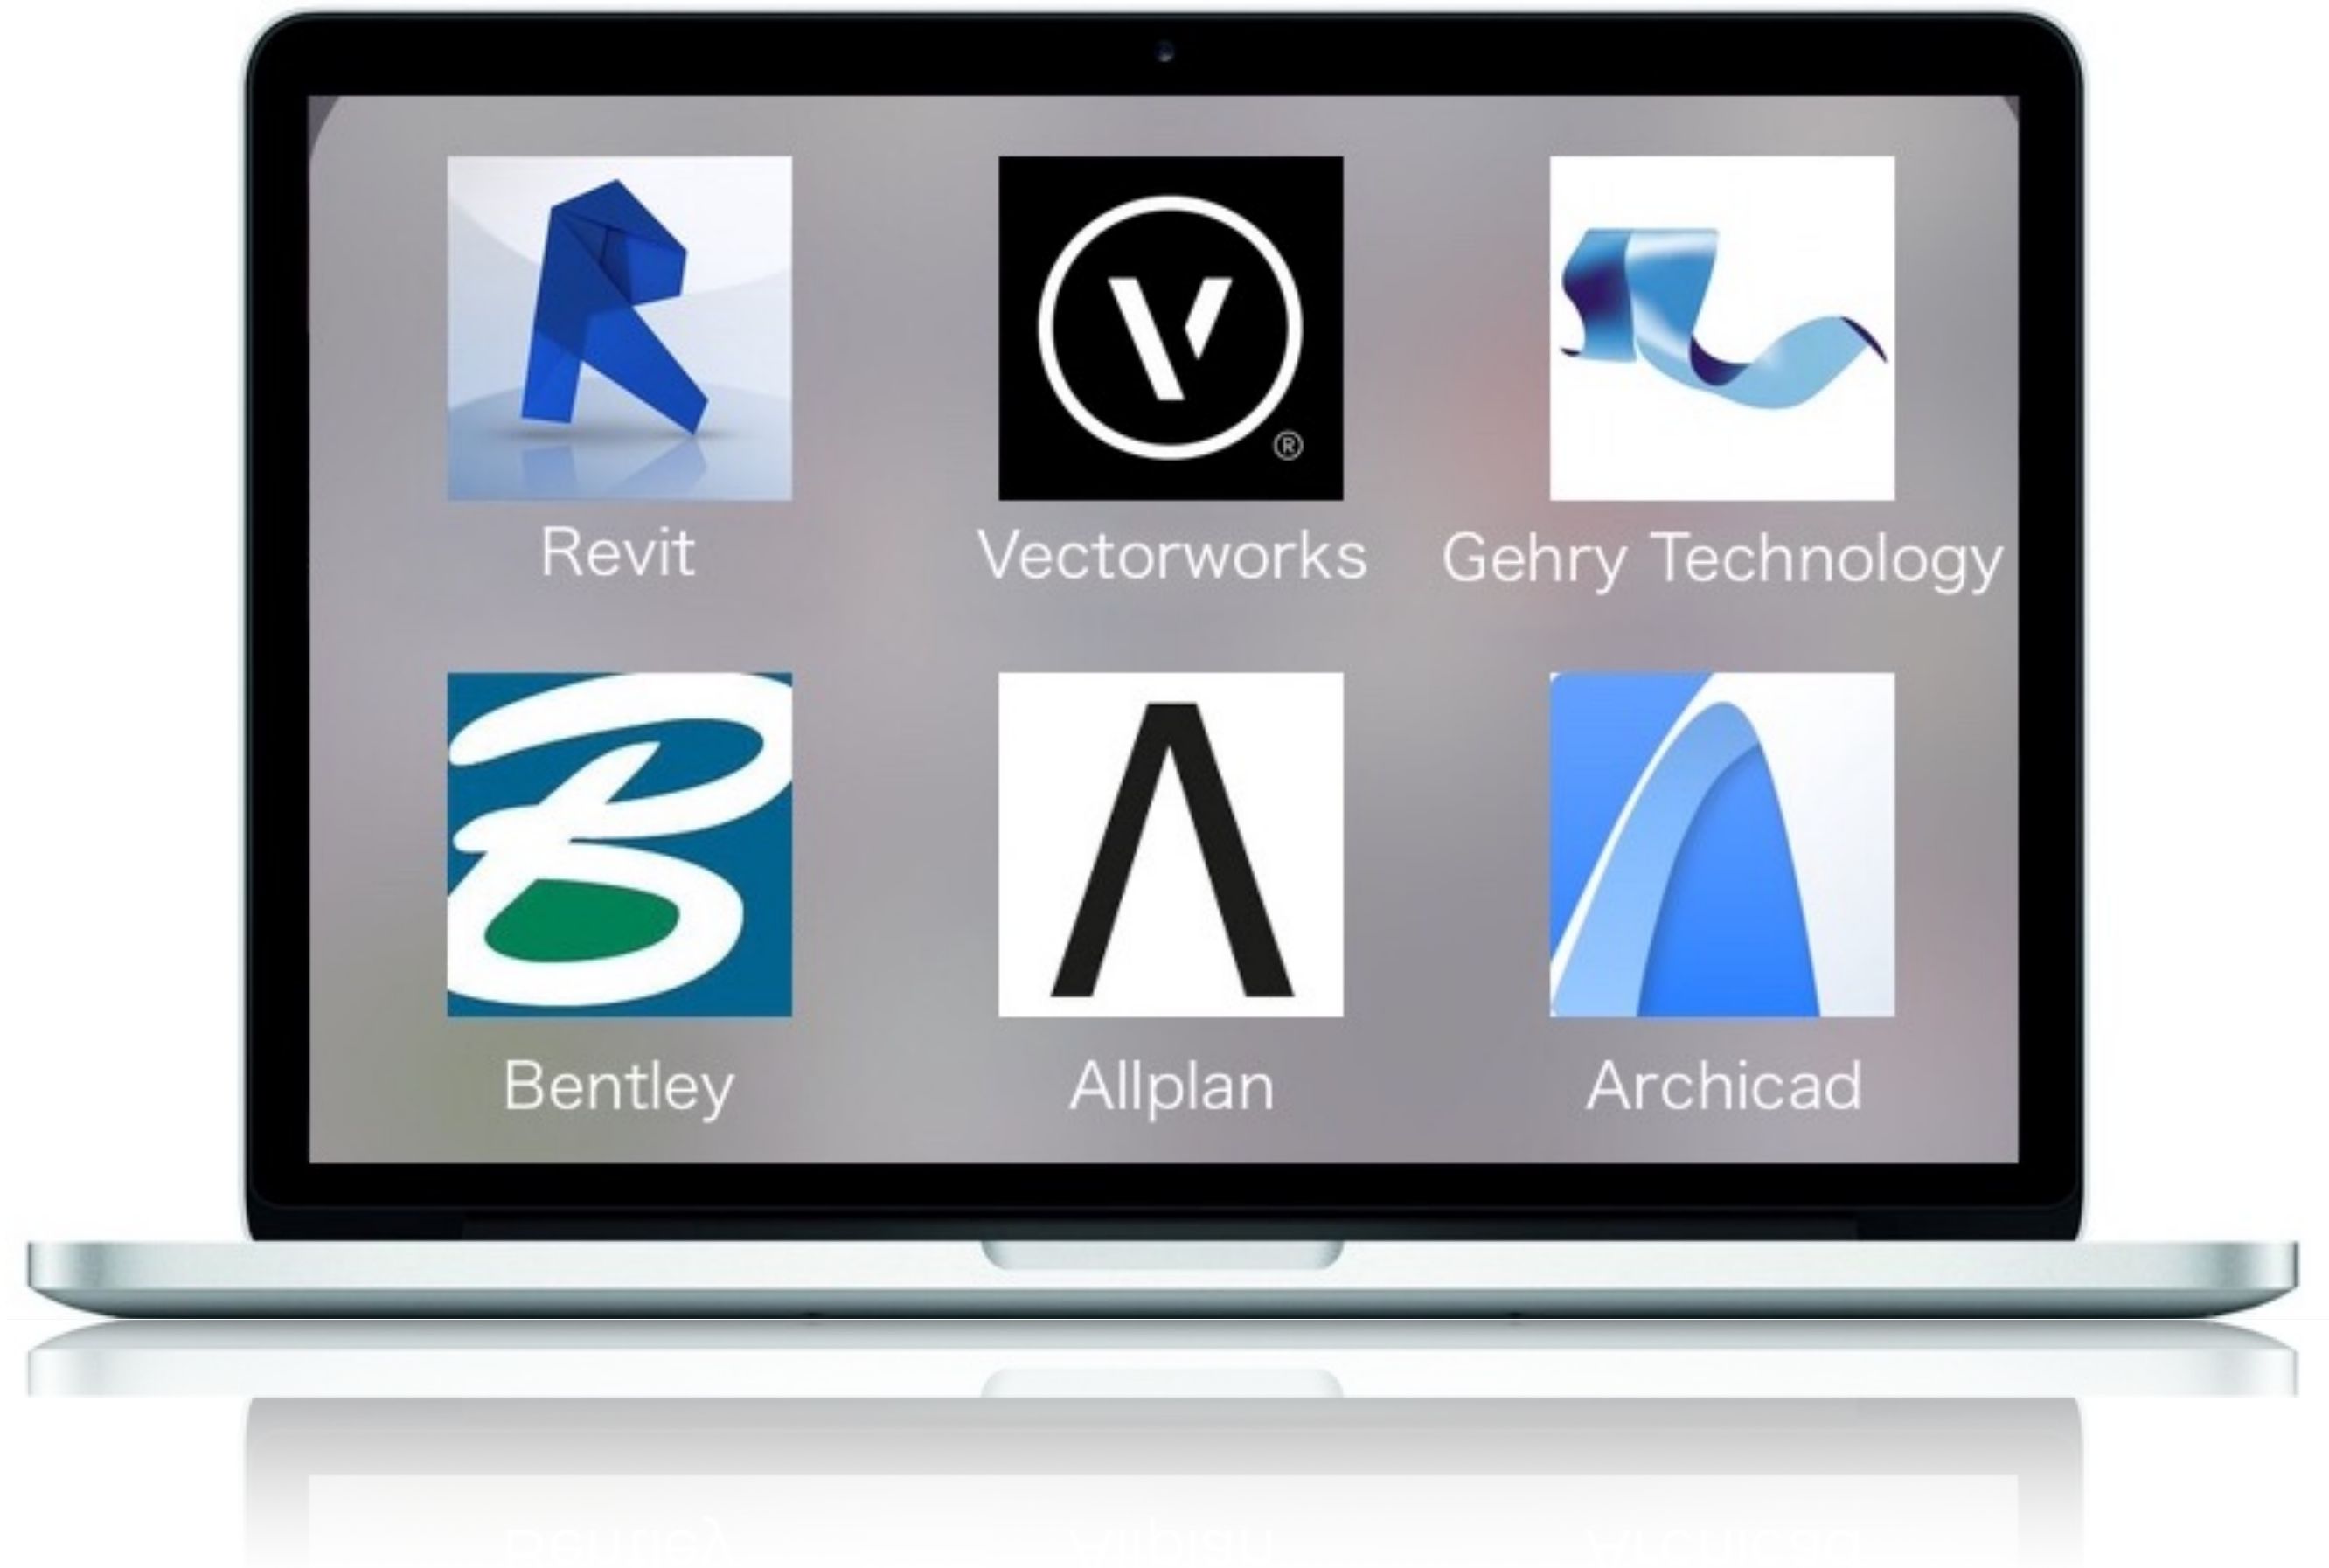 Revit
Vectorworks
Gehry Technology
Bentley
Allplan
Archicad